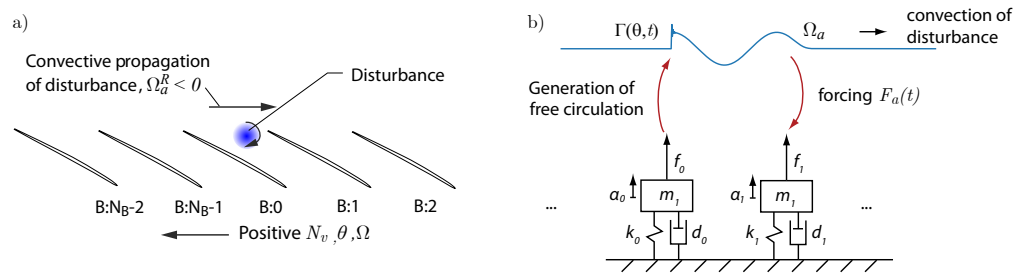 a)
Convective propagation
of disturbance, Ω_a^R < 0
Disturbance
B:N_B-2
B:N_B-1
B:0
B:1
B:2
Positive N_v , θ , Ω
b)
Γ(θ,t)
Ω_a
convection of
disturbance
Generation of
free circulation
forcing F_a(t)
f_0
f_1
a_0
m_1
a_1
m_1
...
...
k_0
d_0
k_1
d_1